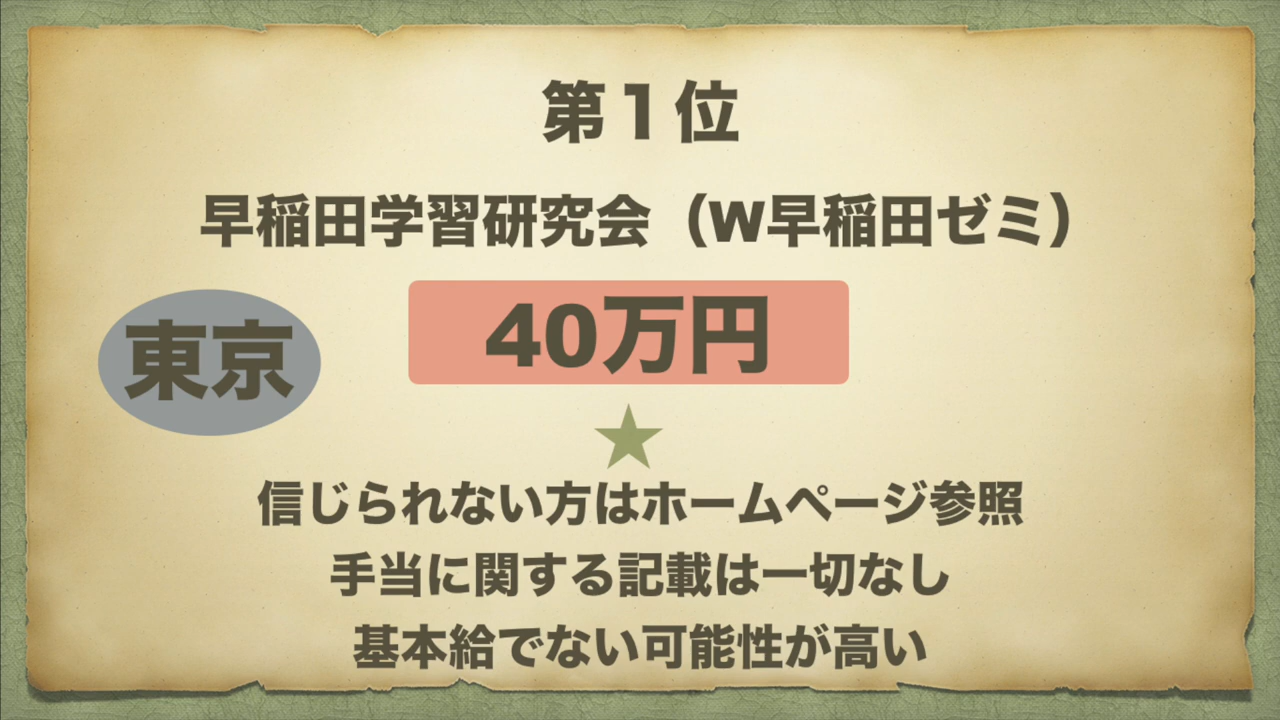 第1位
早稲田学習研究会（W早稲田ゼミ）
東京
40万円
信じられない方はホームページ参照
手当に関する記載は一切なし
基本給でない可能性が高い